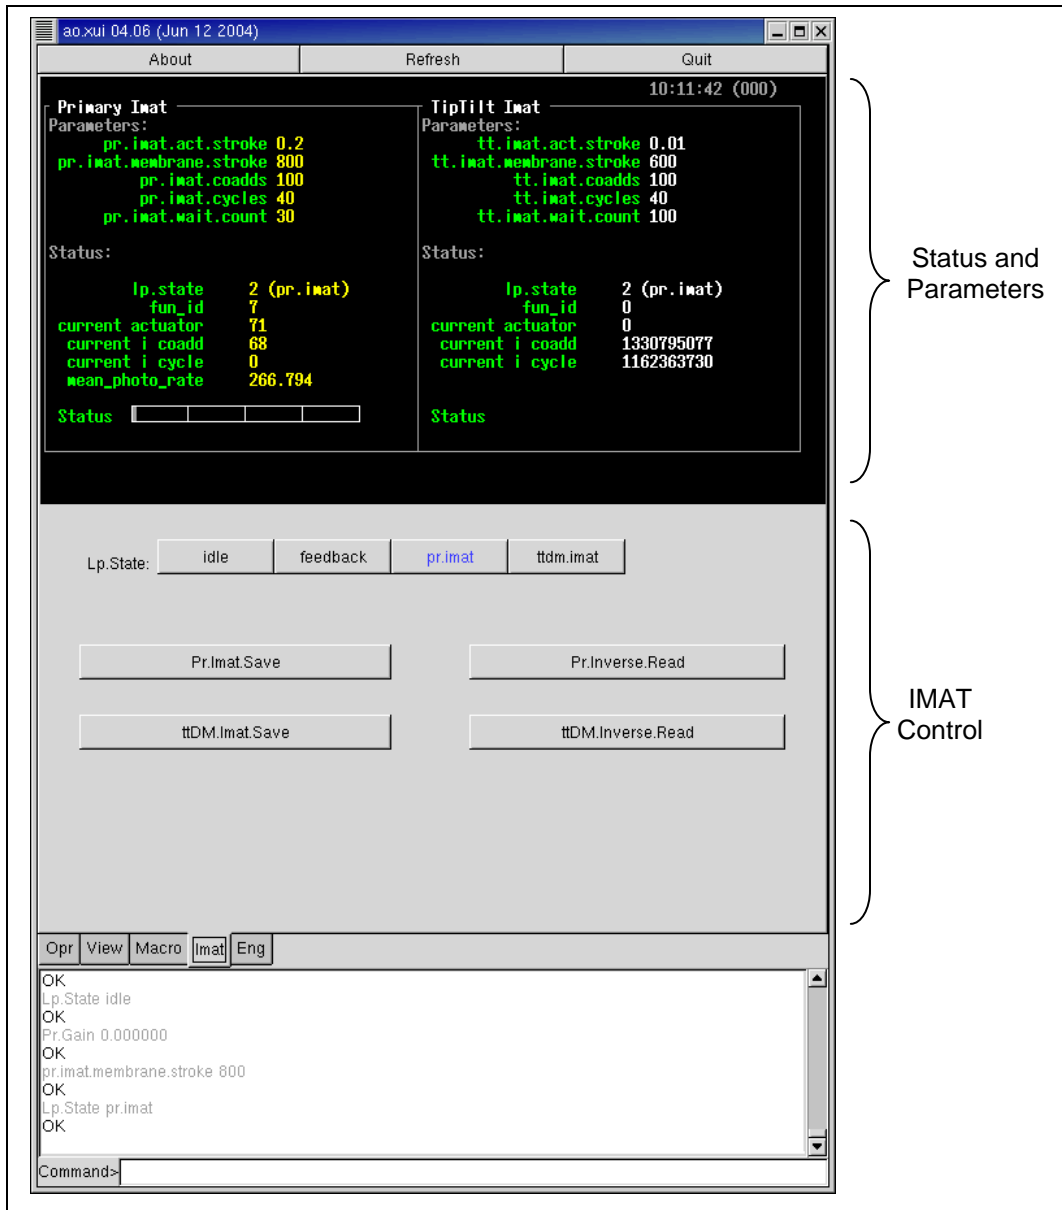 ao.xui 04.06 (Jun 12 2004)
About Refresh Quit
10:11:42 (000)
Primary Imat
Parameters:
pr.imat.act.stroke 0.2
pr.imat.membrane.stroke 800
pr.imat.coadds 100
pr.imat.cycles 40
pr.imat.wait.count 30
Status:
lp.state 2 (pr.imat)
fun_id 7
current actuator 71
current i coadd 68
current i cycle 0
mean_photo_rate 266.794
Status
TipTilt Imat
Parameters:
tt.imat.act.stroke 0.01
tt.imat.membrane.stroke 600
tt.imat.coadds 100
tt.imat.cycles 40
tt.imat.wait.count 100
Status:
lp.state 2 (pr.imat)
fun_id 0
current actuator 0
current i coadd 1330795077
current i cycle 1162363730
Status
Status and
Parameters
Lp.State: idle feedback pr.imat ttdm.imat
Pr.Imat.Save Pr.Inverse.Read
ttDM.Imat.Save ttDM.Inverse.Read
IMAT
Control
Opr View Macro Imat Eng
OK
Lp.State idle
OK
Pr.Gain 0.000000
OK
pr.imat.membrane.stroke 800
OK
Lp.State pr.imat
OK
Command>